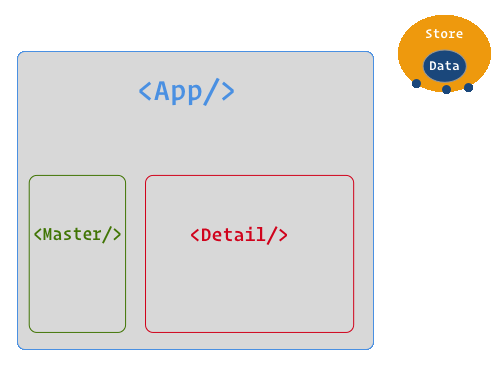 Store
Data
<App/>
<Master/>
<Detail/>